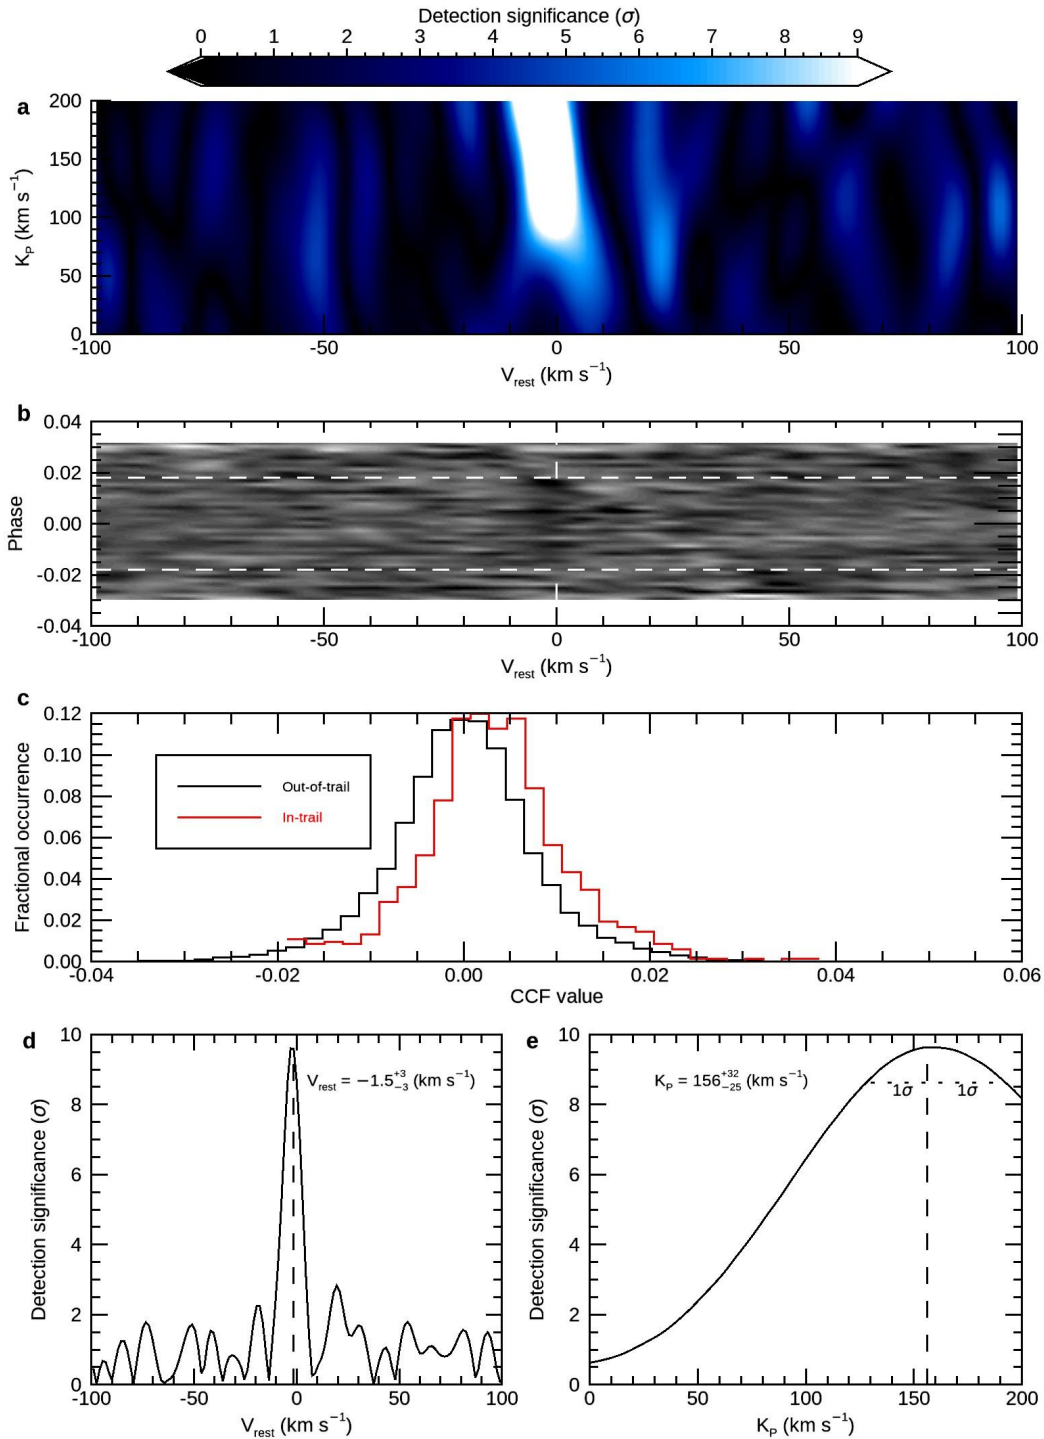 Detection significance (σ)
0 1 2 3 4 5 6 7 8 9
a
200
150
100
50
0
K_P (km s⁻¹)
-100 -50 0 50 100
V_rest (km s⁻¹)
b
0.04
0.02
0.00
-0.02
-0.04
Phase
-100 -50 0 50 100
V_rest (km s⁻¹)
c
0.12
0.10
0.08
0.06
0.04
0.02
0.00
Fractional occurrence
Out-of-trail
In-trail
-0.04 -0.02 0.00 0.02 0.04 0.06
CCF value
d
10
8
6
4
2
0
Detection significance (σ)
V_rest = −1.5⁺³₋₃ (km s⁻¹)
-100 -50 0 50 100
V_rest (km s⁻¹)
e
10
8
6
4
2
0
Detection significance (σ)
K_P = 156⁺³²₋₂₅ (km s⁻¹)
1σ 1σ
0 50 100 150 200
K_P (km s⁻¹)